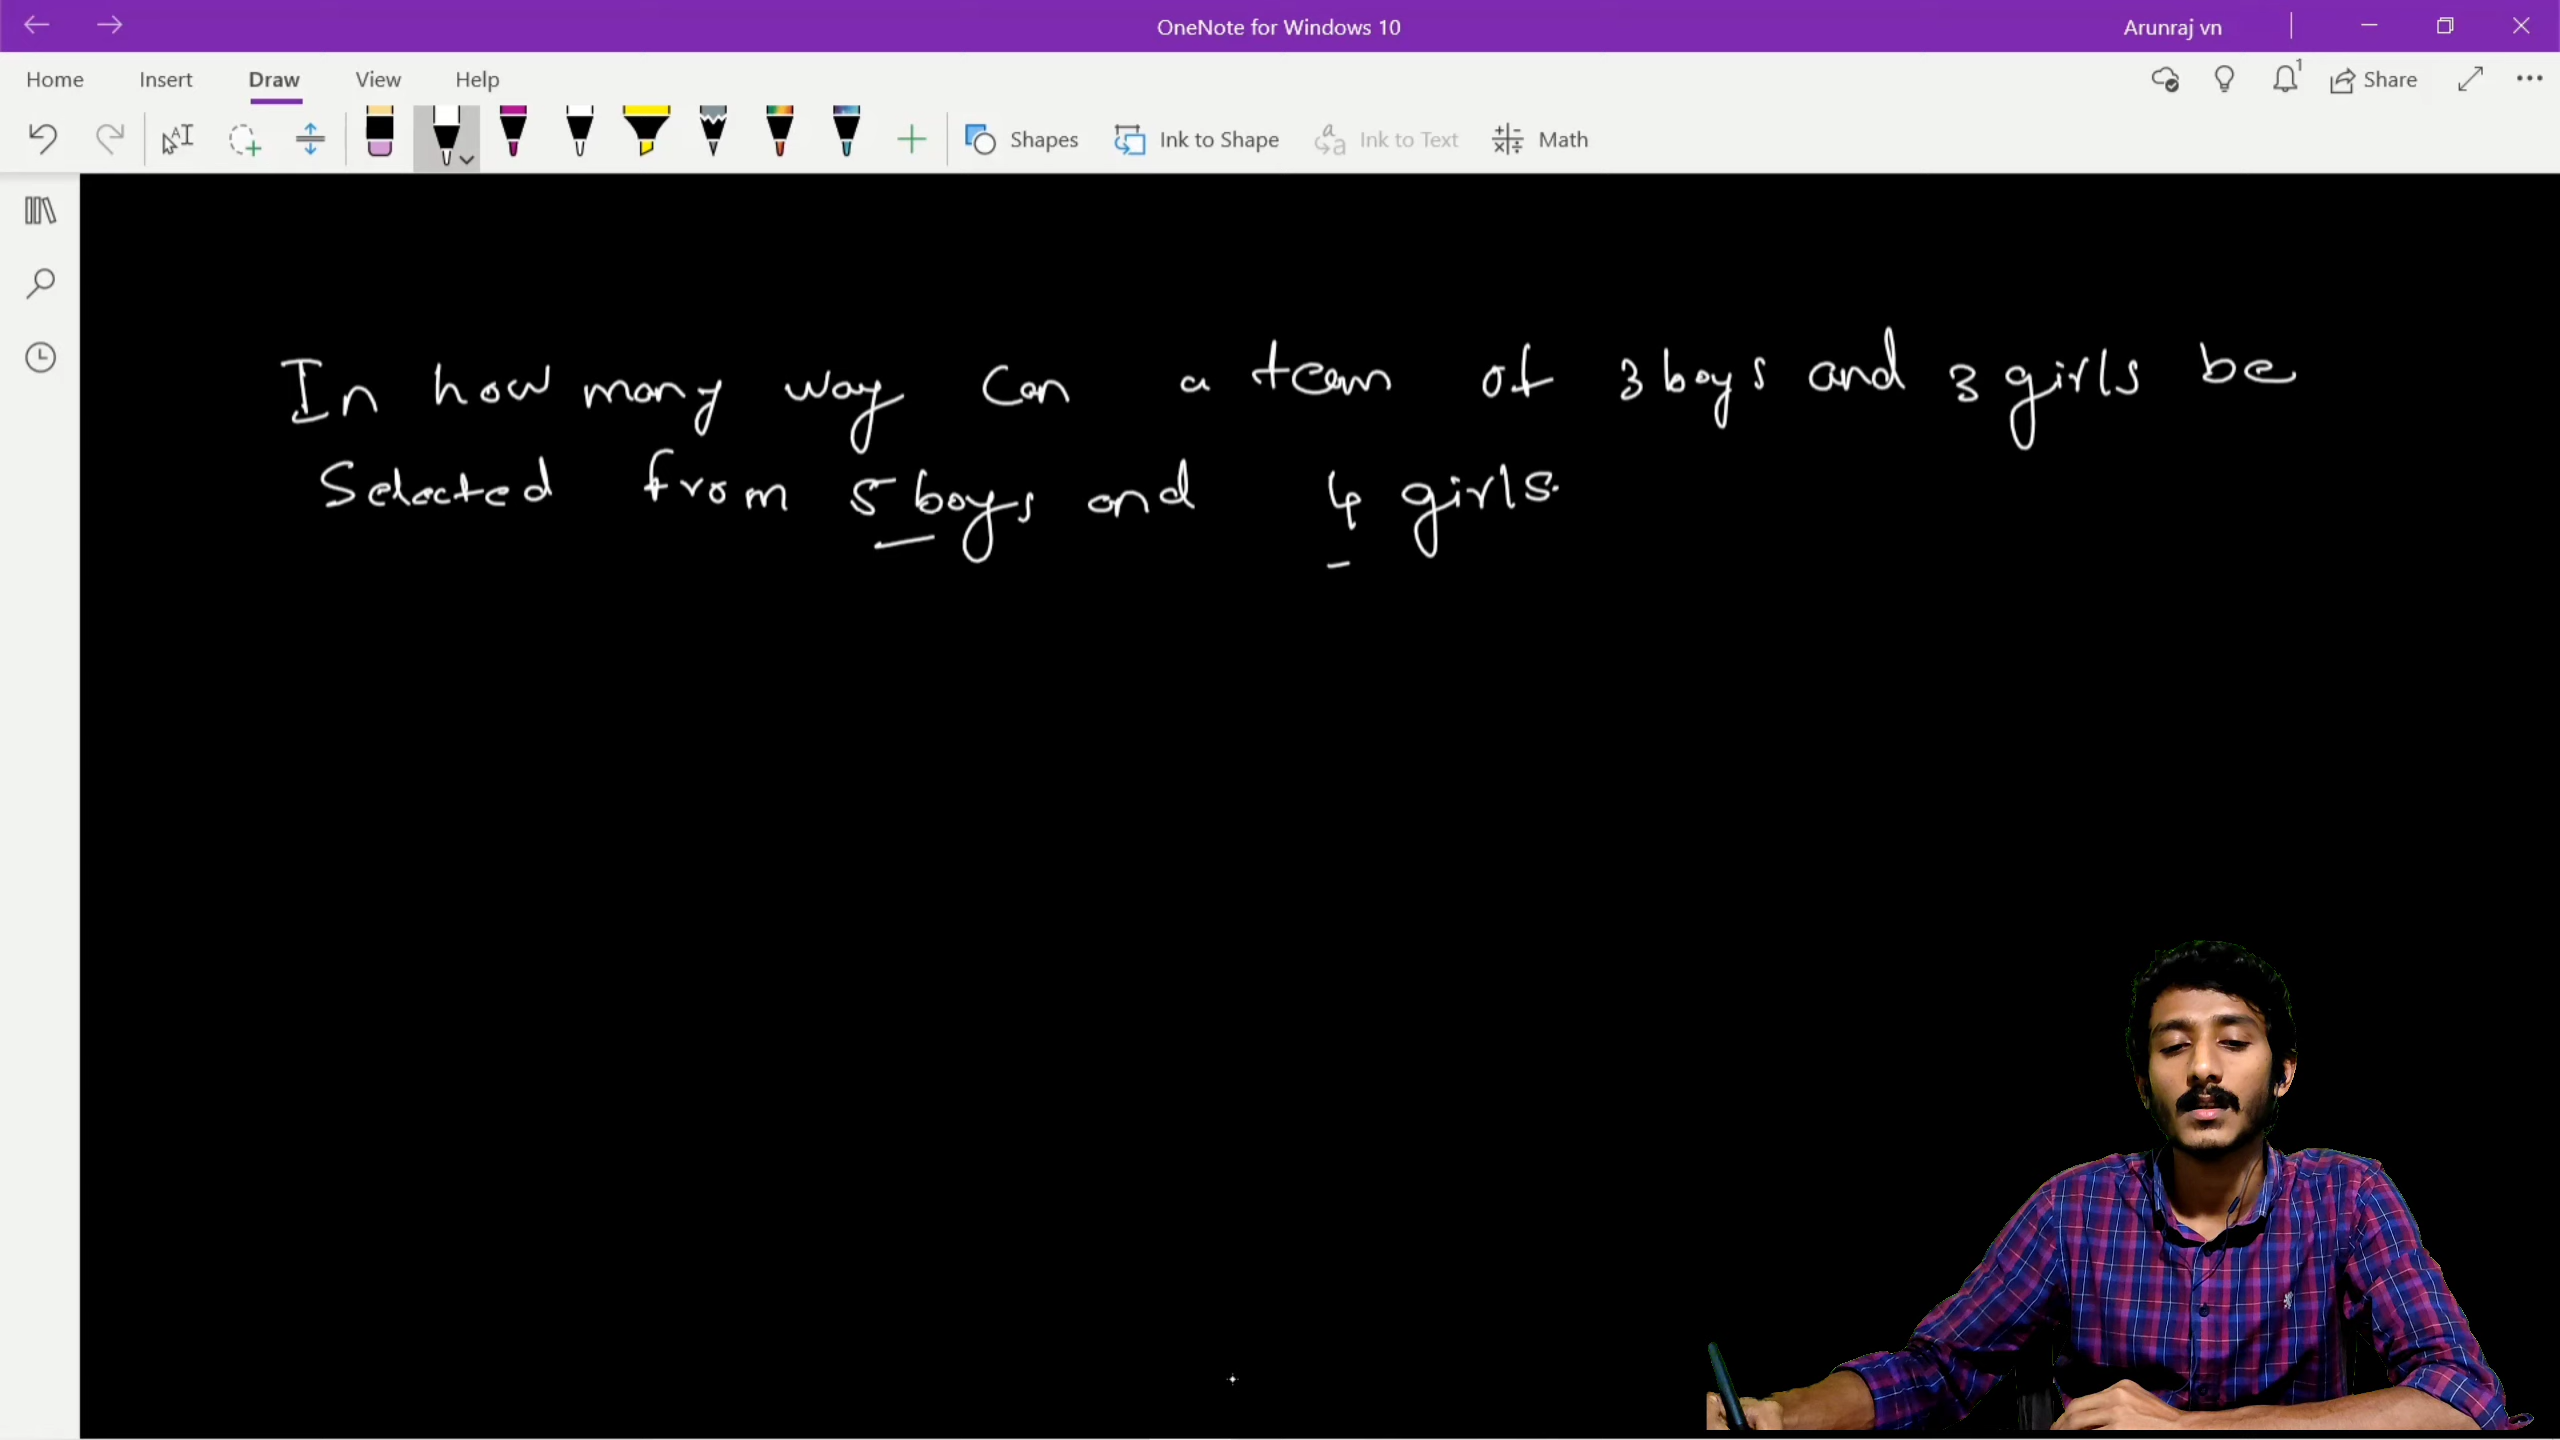 OneNote for Windows 10
Arunraj vn
Home Insert Draw View Help
1
Share
Shapes Ink to Shape Ink to Text Math
In how many way can a team of 3 boys and 3 girls be
Selected from 5 boys and 4 girls.